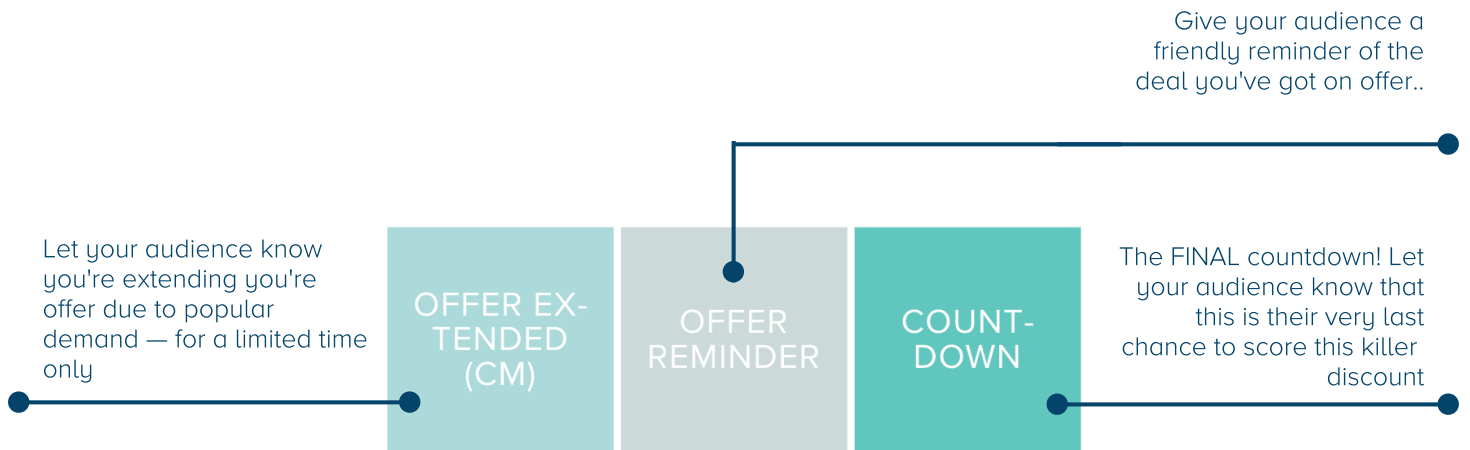 Give your audience a
friendly reminder of the
deal you've got on offer..
Let your audience know
you're extending you're
offer due to popular
demand — for a limited time
only
OFFER EX-
TENDED
(CM)
OFFER
REMINDER
COUNT-
DOWN
The FINAL countdown! Let
your audience know that
this is their very last
chance to score this killer
discount